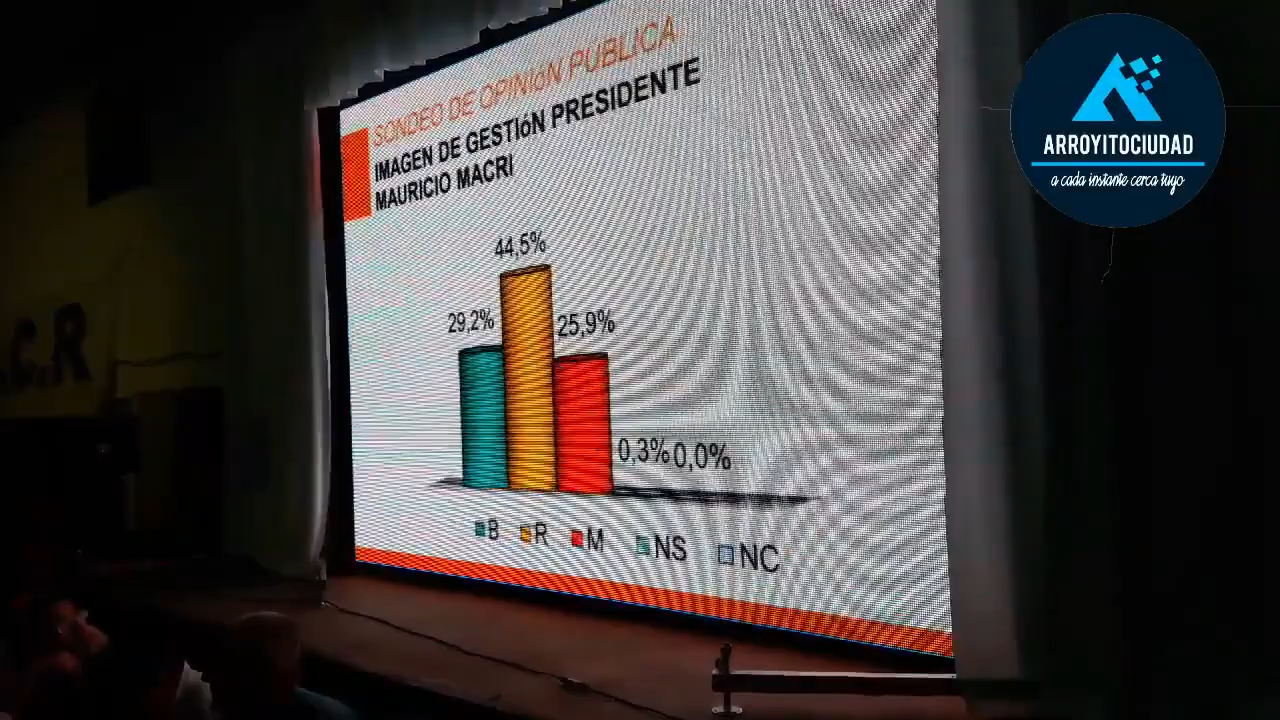 SONDEO DE OPINIóN PUBLICA
IMAGEN DE GESTIóN PRESIDENTE
MAURICIO MACRI
44,5%
29,2%
25,9%
0,3%
0,0%
B
R
M
NS
NC
ARROYITOCIUDAD
a cada instante cerca tuyo
C.R